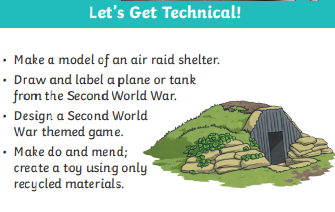 Let's Get Technical!
• Make a model of an air raid shelter.
• Draw and label a plane or tank
from the Second World War.
• Design a Second World
War themed game.
• Make do and mend;
create a toy using only
recycled materials.